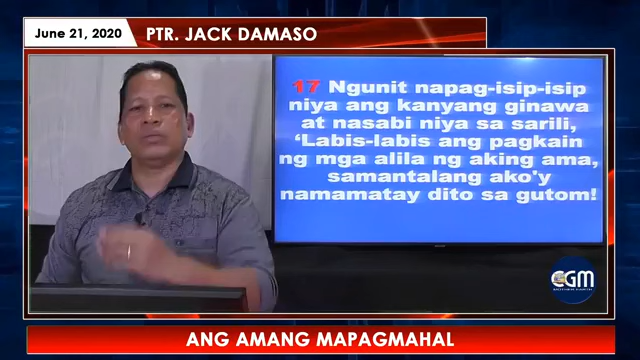 June 21, 2020
PTR. JACK DAMASO
17 Ngunit napag-isip-isip
niya ang kanyang ginawa
at nasabi niya sa sarili,
‘Labis-labis ang pagkain
ng mga alila ng aking ama,
samantalang ako'y
namamatay dito sa gutom!
CGM
ANG AMANG MAPAGMAHAL